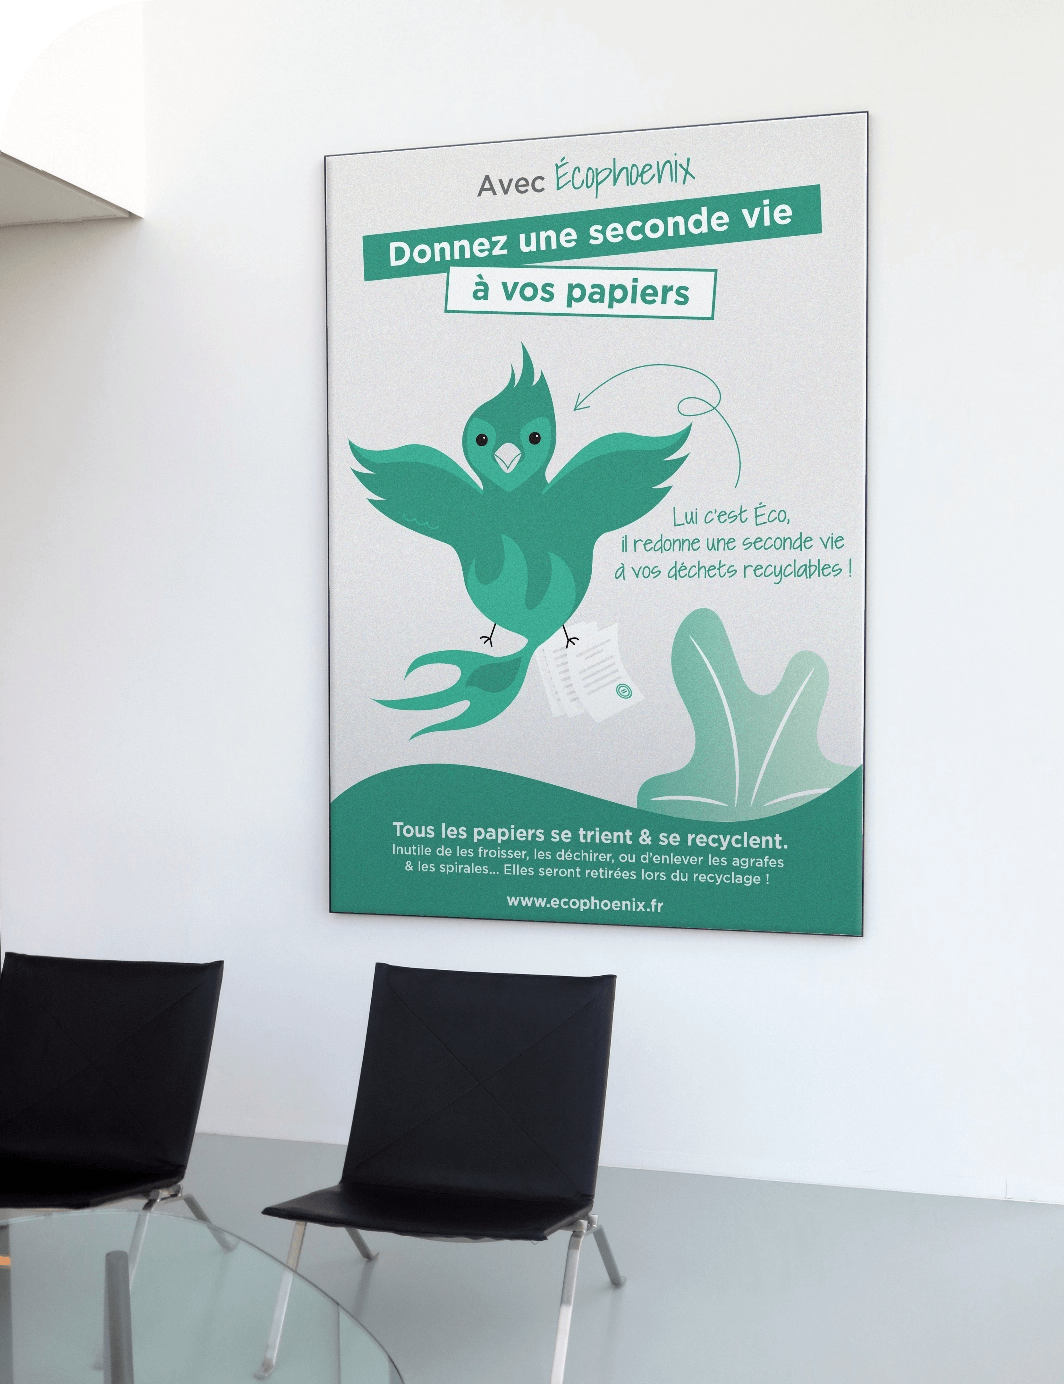 Avec Écophoenix
Donnez une seconde vie
à vos papiers
Lui c'est Éco,
il redonne une seconde vie
à vos déchets recyclables !
Tous les papiers se trient & se recyclent.
Inutile de les froisser, les déchirer, ou d'enlever les agrafes
& les spirales... Elles seront retirées lors du recyclage !
www.ecophoenix.fr